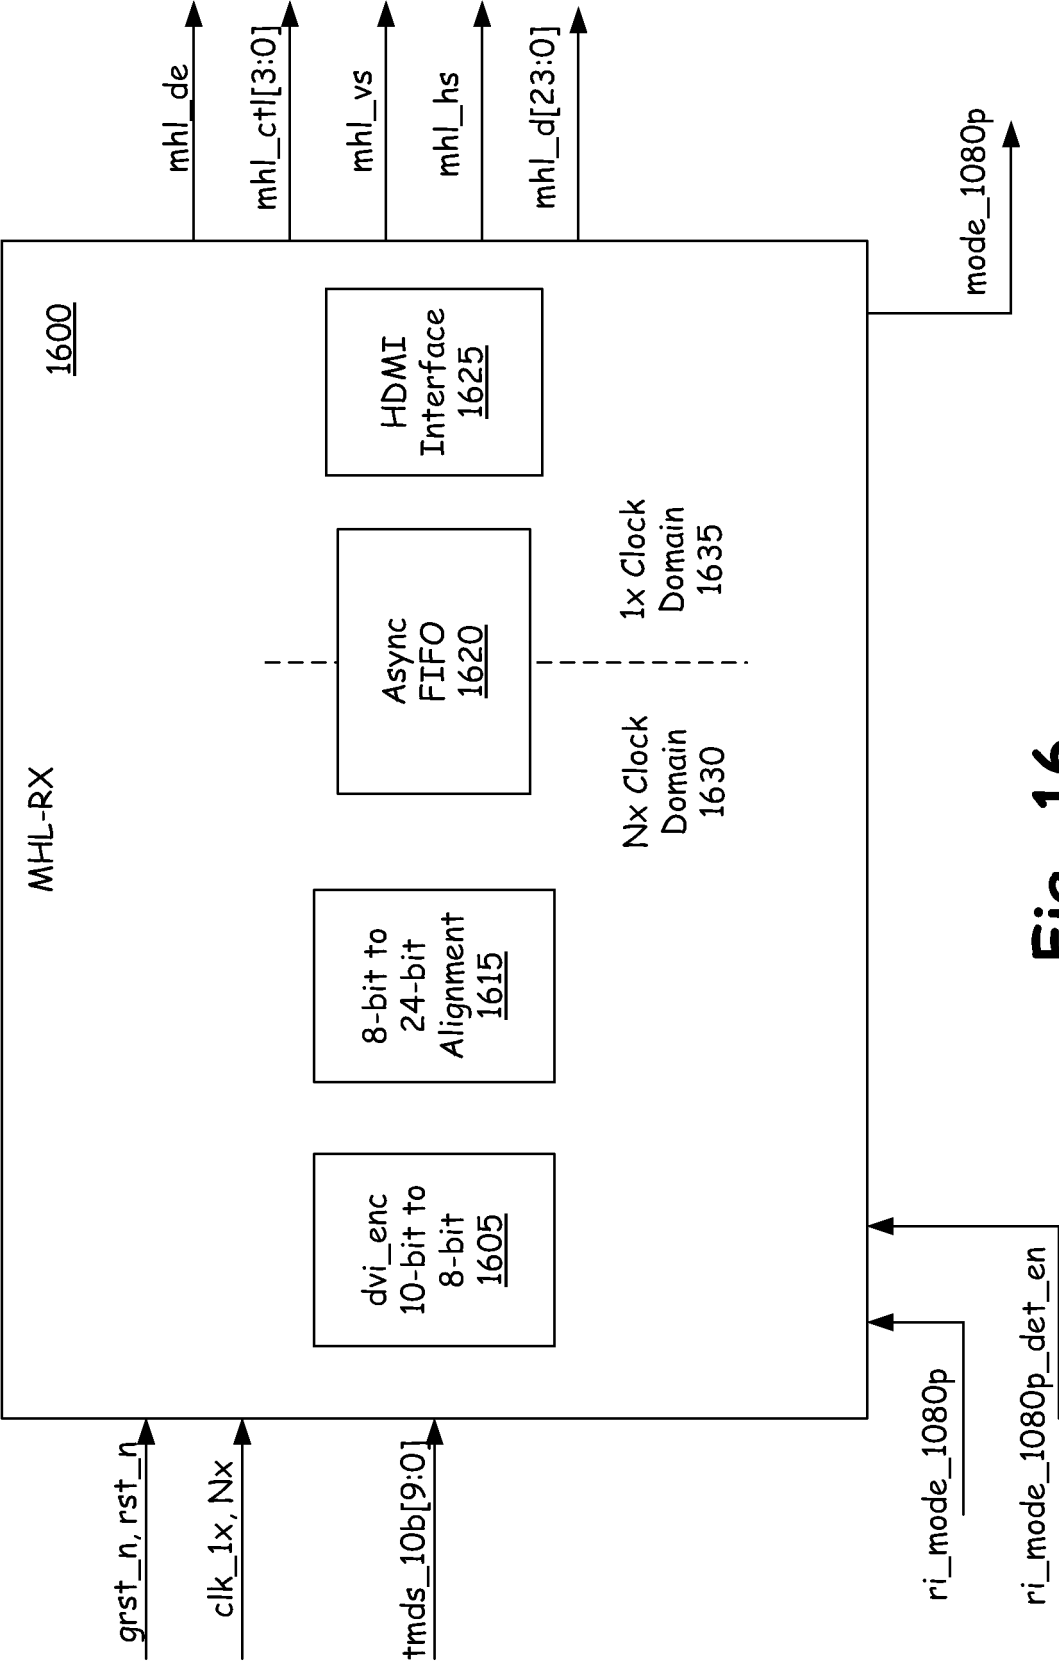 MHL-RX
1600
grst_n, rst_n
clk_1x, Nx
tmds_10b[9:0]
dvi_enc
10-bit to
8-bit
1605
8-bit to
24-bit
Alignment
1615
Async
FIFO
1620
HDMI
Interface
1625
Nx Clock
Domain
1630
1x Clock
Domain
1635
mhl_de
mhl_ctl[3:0]
mhl_vs
mhl_hs
mhl_d[23:0]
mode_1080p
ri_mode_1080p
ri_mode_1080p_det_en
Fig. 16